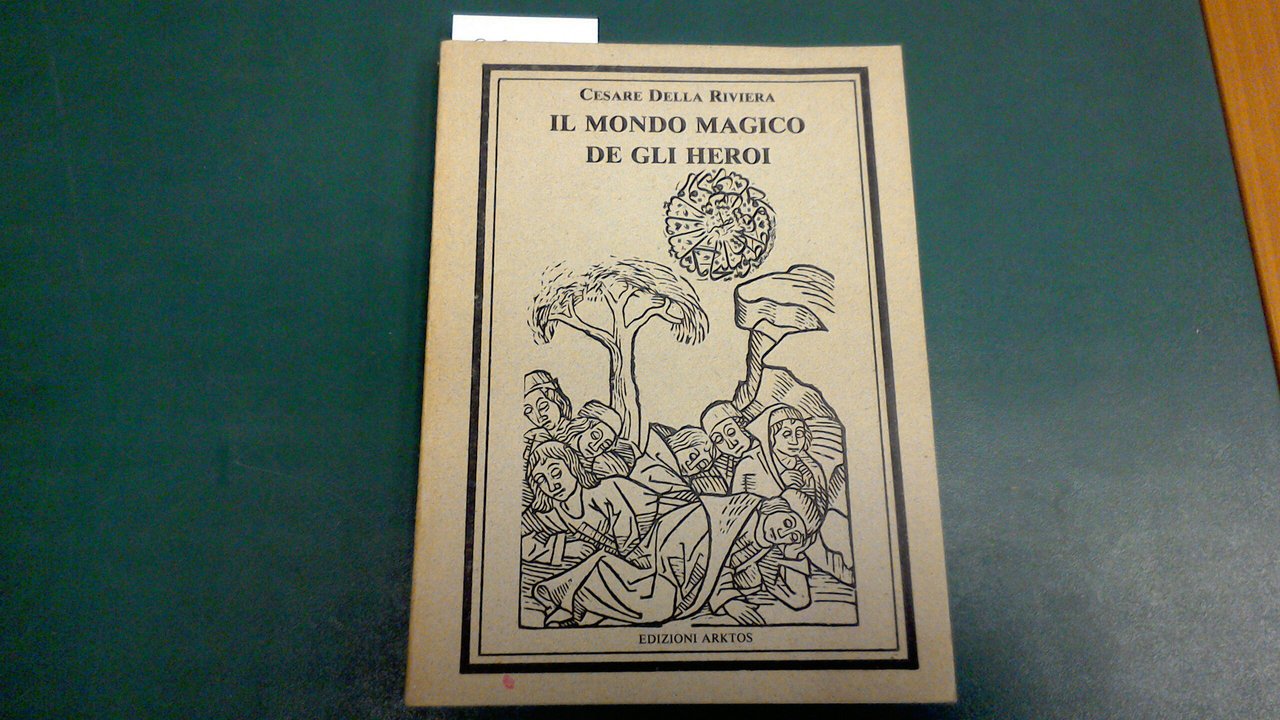 CESARE DELLA RIVIERA
IL MONDO MAGICO
DE GLI HEROI
EDIZIONI ARKTOS